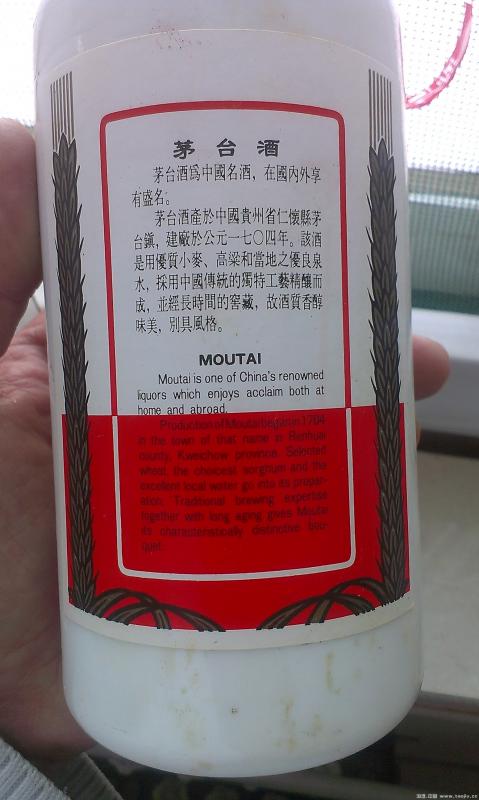 茅台酒
茅台酒爲中國名酒，在國內外享
有盛名。
茅台酒產於中國貴州省仁懷縣茅
台鎭，建廠於公元一七〇四年。該酒
是用優質小麥、高粱和當地之優良泉
水，採用中國傳統的獨特工藝精釀而
成，並經長時間的窖藏，故酒質香醇
味美，別具風格。
MOUTAI
Moutai is one of China's renowned
liquors which enjoys acclaim both at
home and abroad.
Production of Moutai began in 1704
in the town of that name in Renhuai
county, Kweichow province. Selected
wheat, the choicest sorghum and the
excellent local water go into its prepar-
ation. Traditional brewing expertise
together with long aging gives Moutai
its characteristically distinctive bou-
quet.